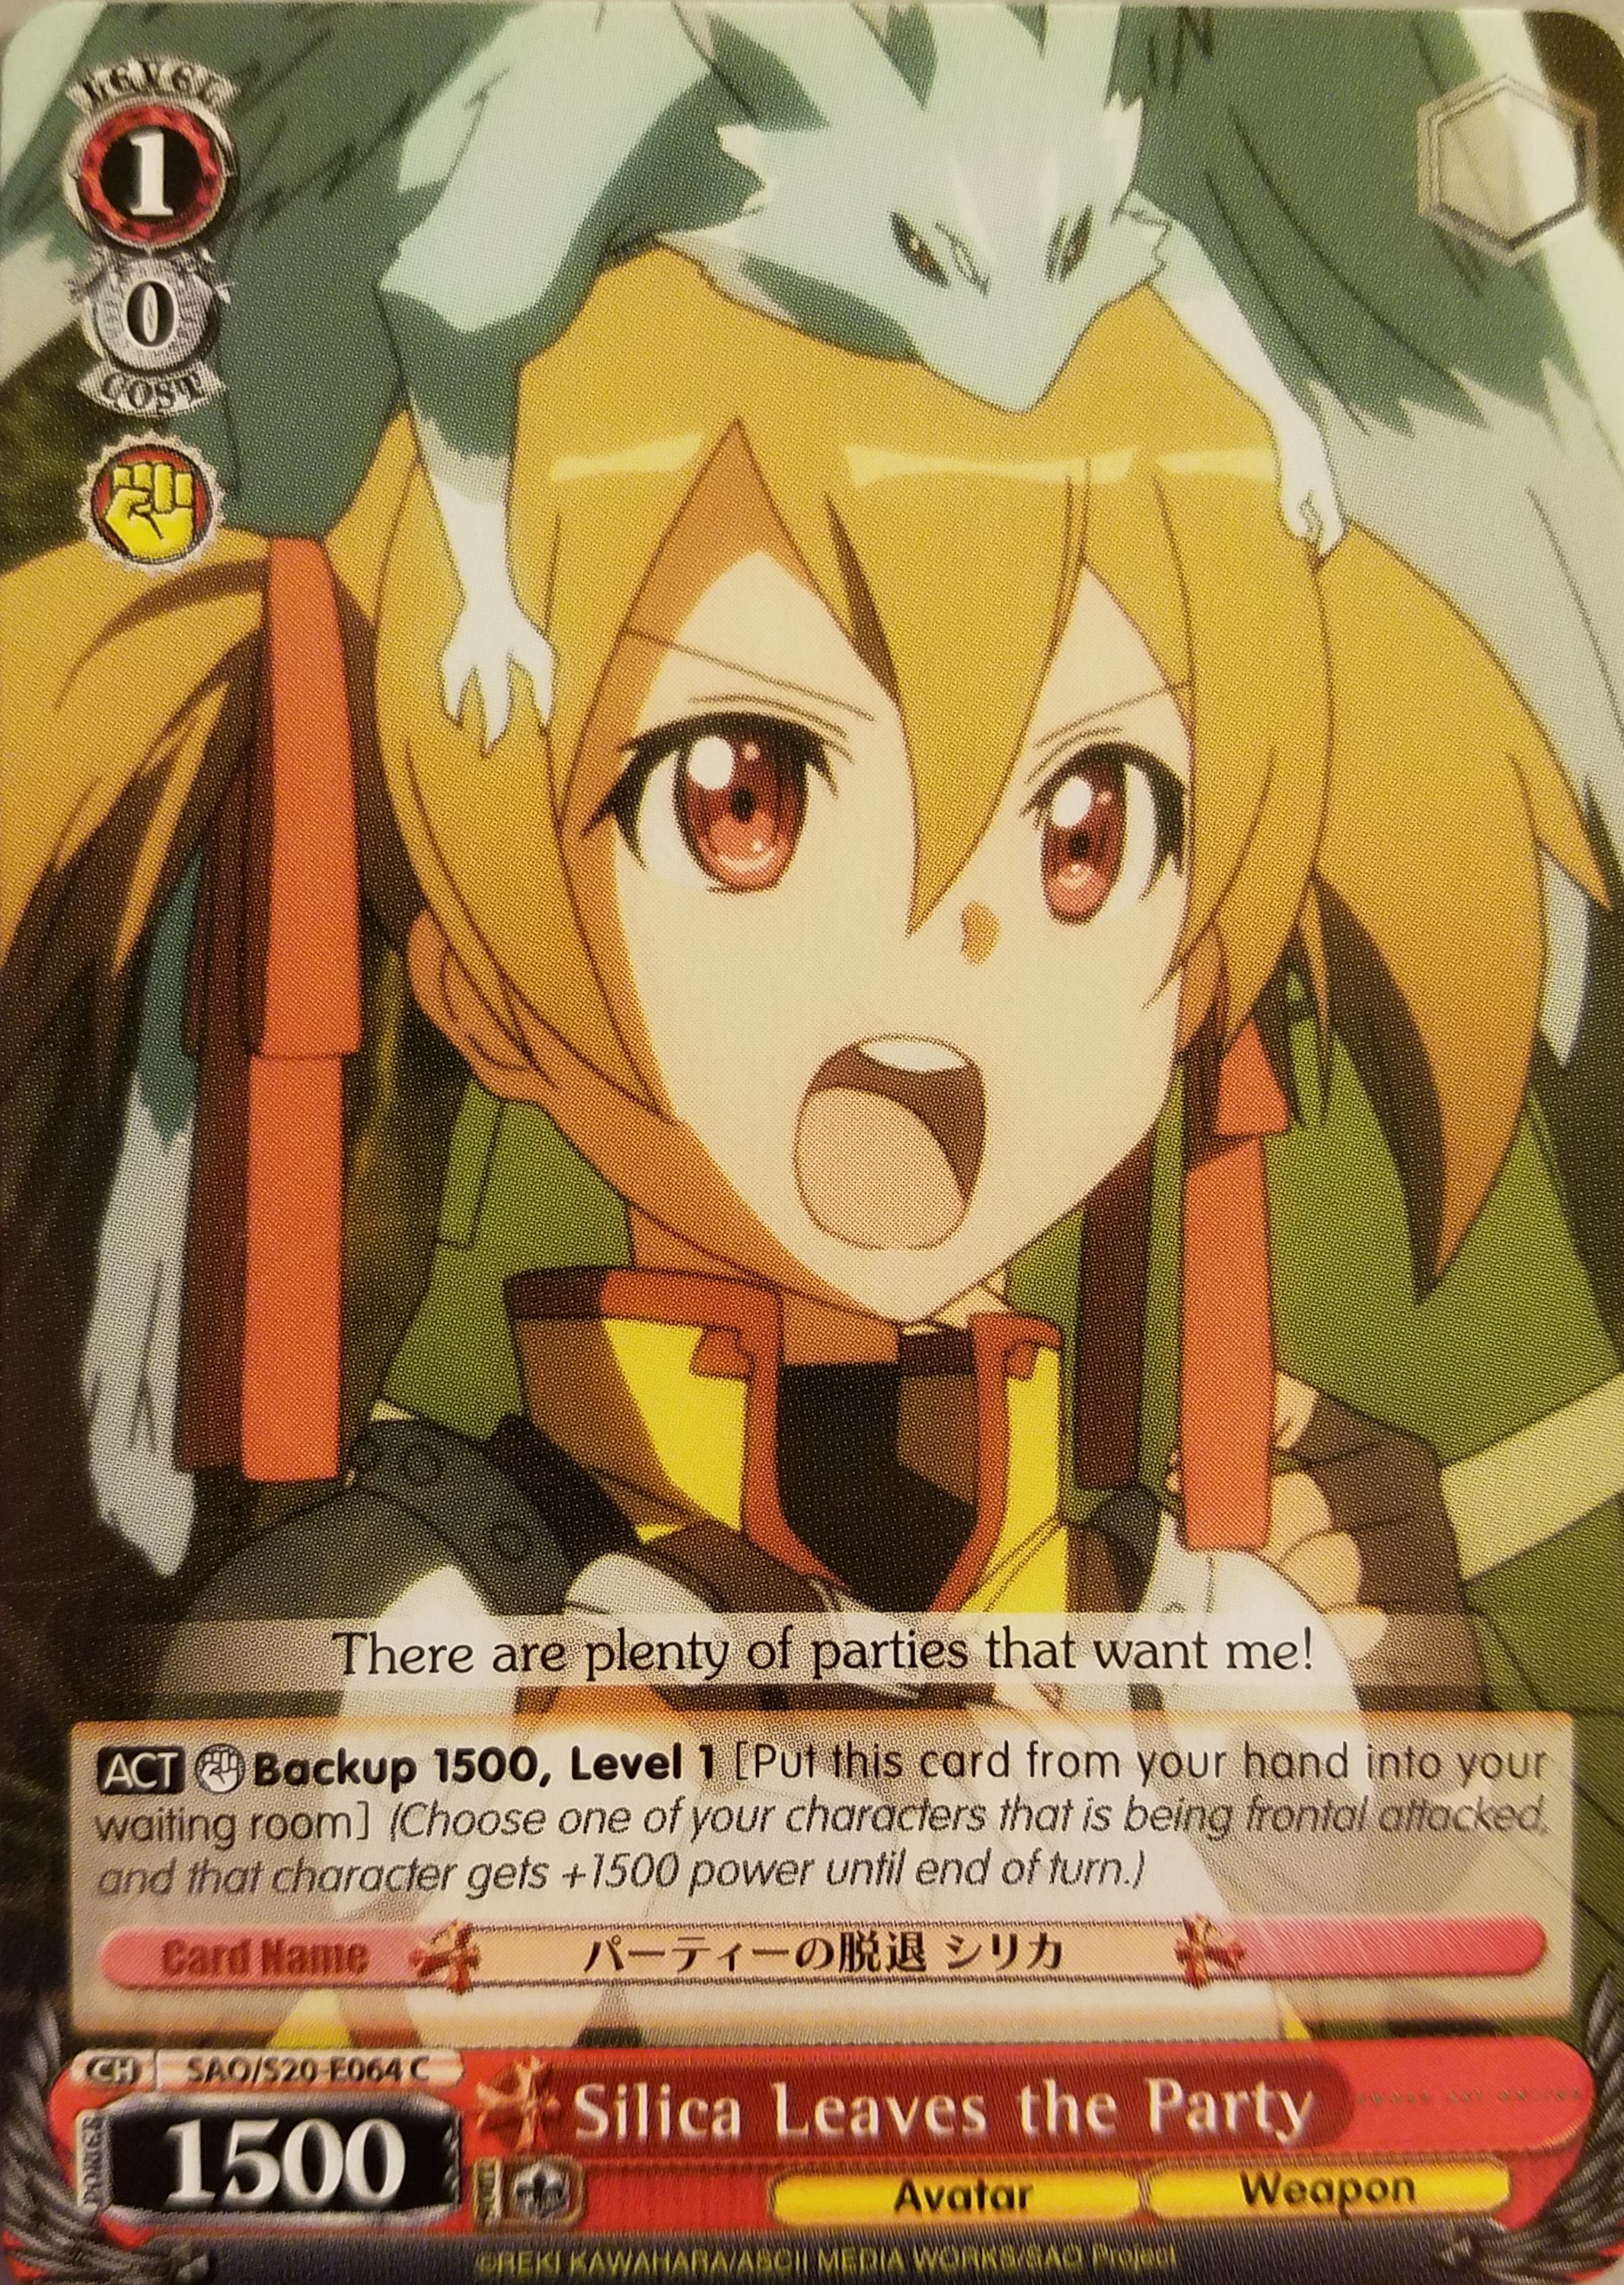 LEVEL
1
0
COST
There are plenty of parties that want me!
ACT Backup 1500, Level 1 [Put this card from your hand into your
waiting room] (Choose one of your characters that is being frontal attacked,
and that character gets +1500 power until end of turn.)
Card Name パーティーの脱退 シリカ
CH SAO/S20-E064 C
POWER 1500
Silica Leaves the Party
SOUL
Avatar Weapon
©REKI KAWAHARA/ASCII MEDIA WORKS/SAO Project